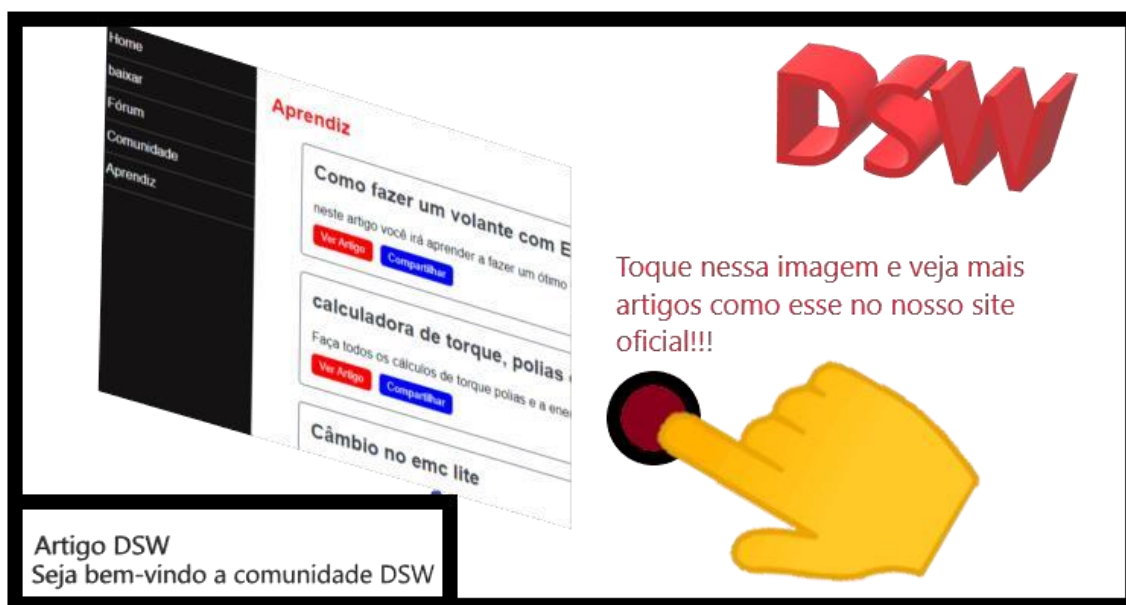 Home
baixar
Fórum
Comunidade
Aprendiz
Aprendiz
Como fazer um volante com E
neste artigo você irá aprender a fazer um ótimo
Ver Artigo Compartilhar
calculadora de torque, polias
Faça todos os cálculos de torque polias e a ene
Ver Artigo Compartilhar
Câmbio no emc lite
DSW
Toque nessa imagem e veja mais
artigos como esse no nosso site
oficial!!!
Artigo DSW
Seja bem-vindo a comunidade DSW